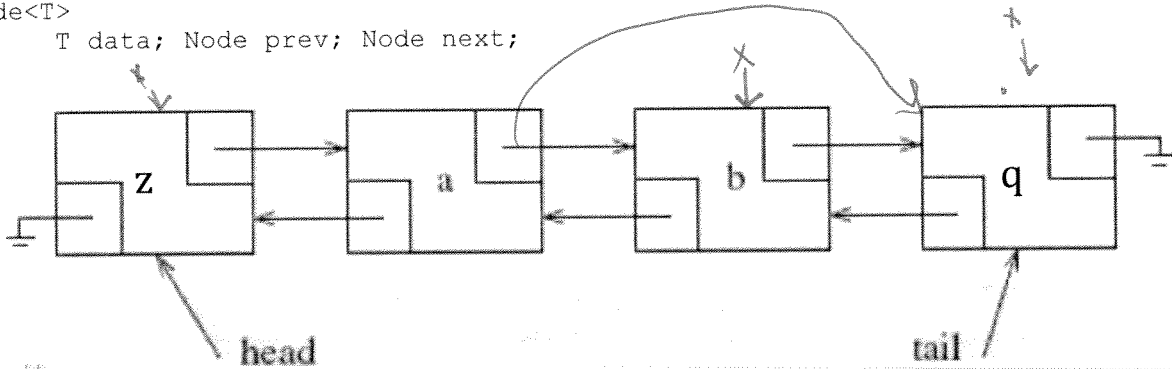 de<T>
T data; Node prev; Node next;
x x x
z a b q
head tail